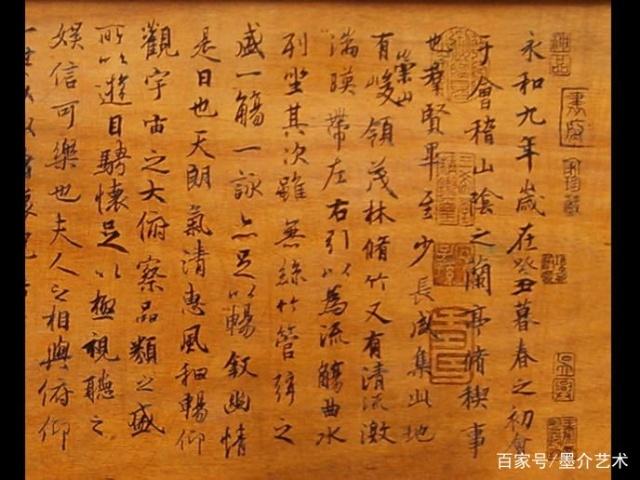 永和九年歲在癸丑暮春之初會
于會稽山陰之蘭亭脩稧事
也羣賢畢至少長咸集此地
有崇山峻領茂林脩竹又有清流激
湍暎帶左右引以為流觴曲水
列坐其次雖無絲竹管弦之
盛一觴一詠亦足以暢叙幽情
是日也天朗氣清惠風和暢仰
觀宇宙之大俯察品類之盛
所以遊目騁懷足以極視聽之
娛信可樂也夫人之相與俯仰
百家号/墨介艺术